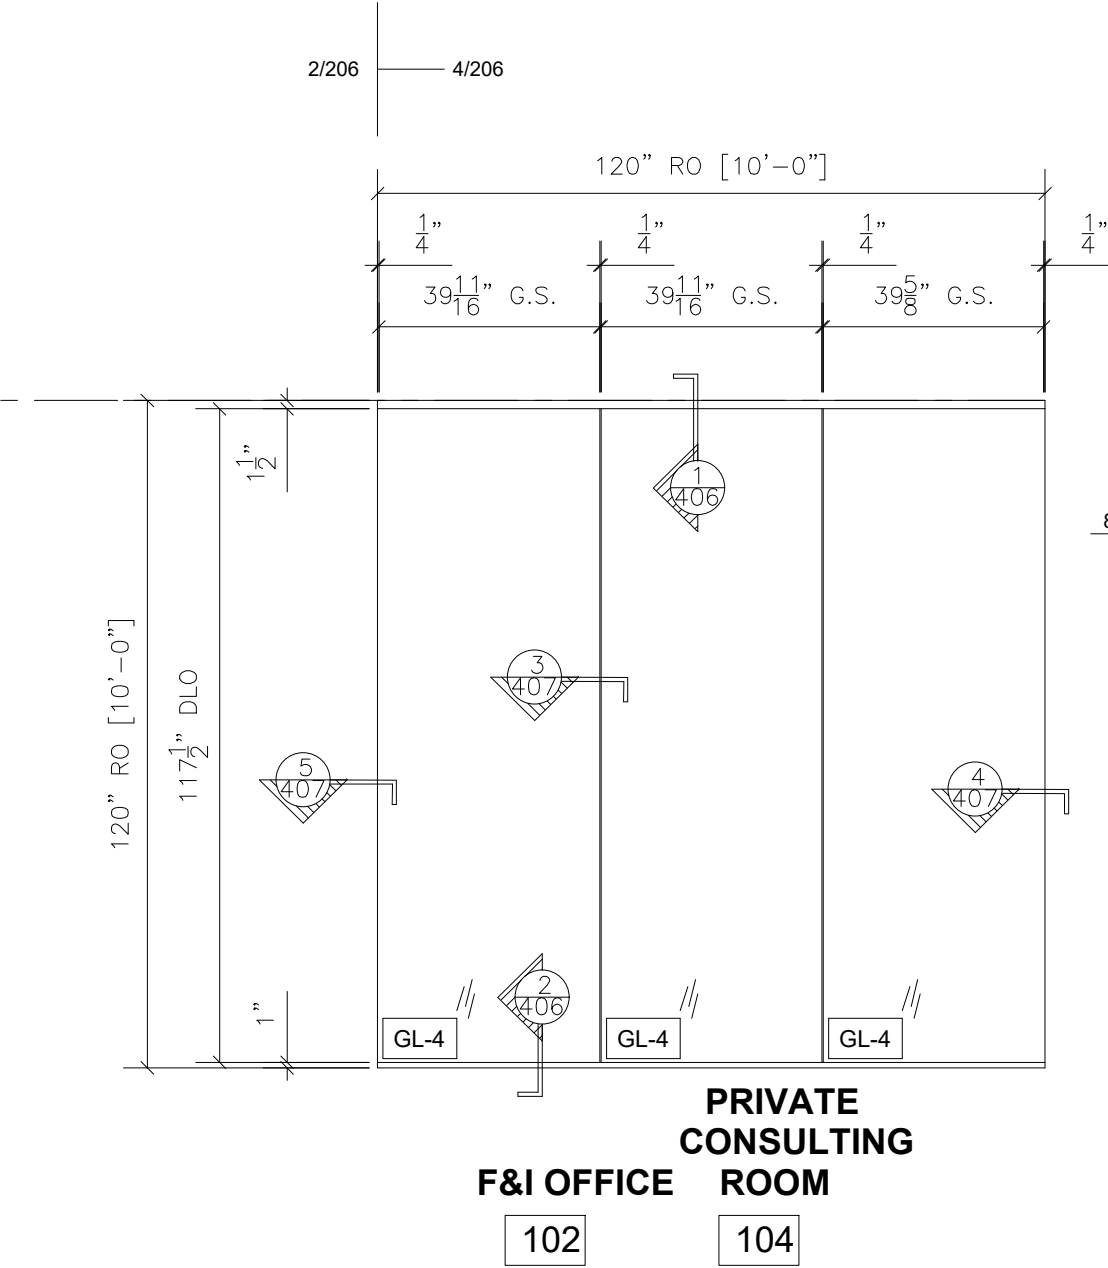 2/206 4/206
120” RO [10’-0”]
1/4” 1/4” 1/4” 1/4”
39 11/16” G.S. 39 11/16” G.S. 39 5/8” G.S.
1 1/2”
1
406
8
3
407
120” RO [10’-0”]
117 1/2” DLO
5
407
4
407
2
406
1”
GL-4 GL-4 GL-4
PRIVATE
CONSULTING
F&I OFFICE ROOM
102 104